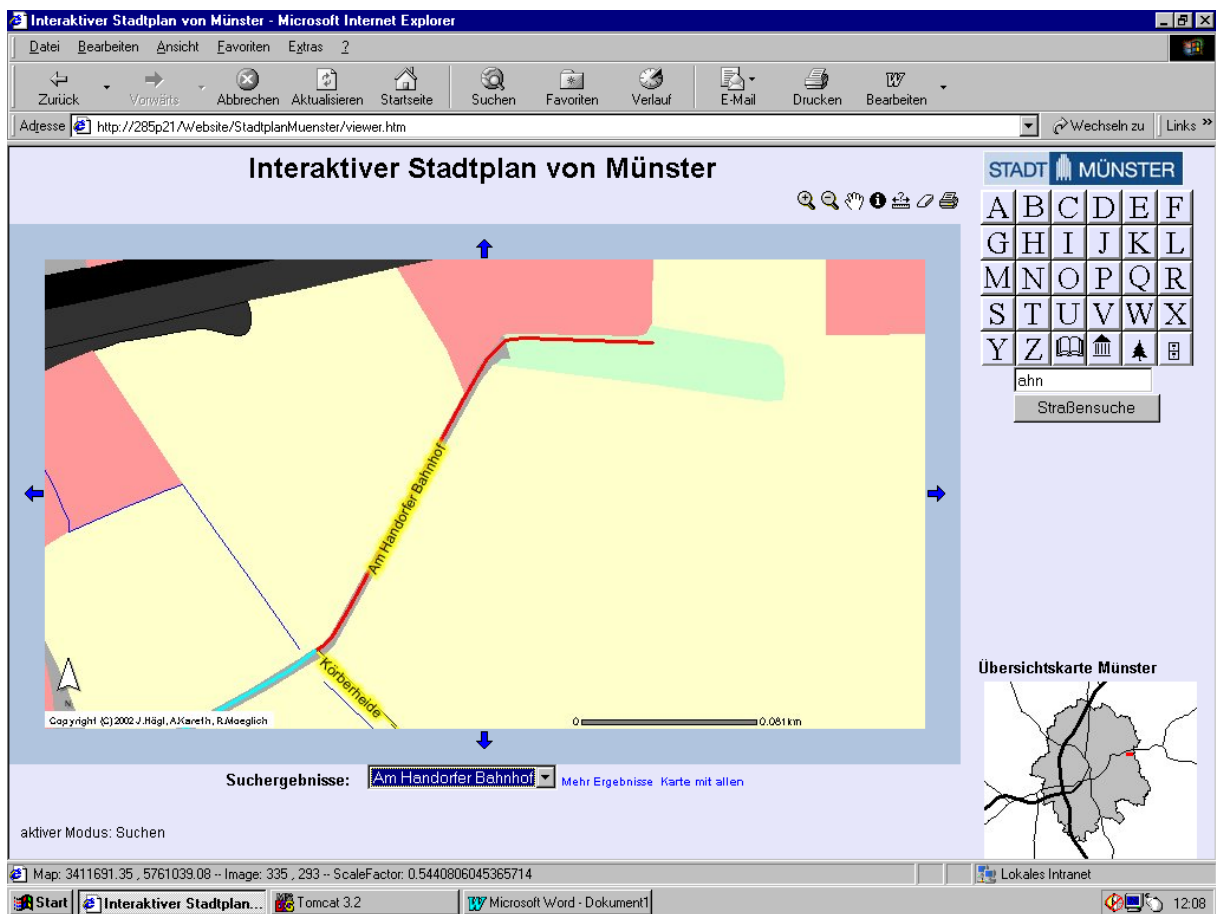 Interaktiver Stadtplan von Münster - Microsoft Internet Explorer
Datei Bearbeiten Ansicht Favoriten Extras ?
Zurück Vorwärts Abbrechen Aktualisieren Startseite Suchen Favoriten Verlauf E-Mail Drucken Bearbeiten
Adresse http://285p21/Website/StadtplanMuenster/viewer.htm Wechseln zu Links »
Interaktiver Stadtplan von Münster
STADT MÜNSTER
A B C D E F
G H I J K L
M N O P Q R
S T U V W X
Y Z
ahn
Straßensuche
Am Handorfer Bahnhof
Körberheide
N
Copyright (C) 2002 J.Högl, A.Kareth, R.Maeglich
0 0.081km
Übersichtskarte Münster
Suchergebnisse: Am Handorfer Bahnhof Mehr Ergebnisse Karte mit allen
aktiver Modus: Suchen
Map: 3411691.35 , 5761039.08 -- Image: 335 , 293 -- ScaleFactor: 0.5440806045365714
Lokales Intranet
Start Interaktiver Stadtplan... Tomcat 3.2 Microsoft Word - Dokument1 12:08